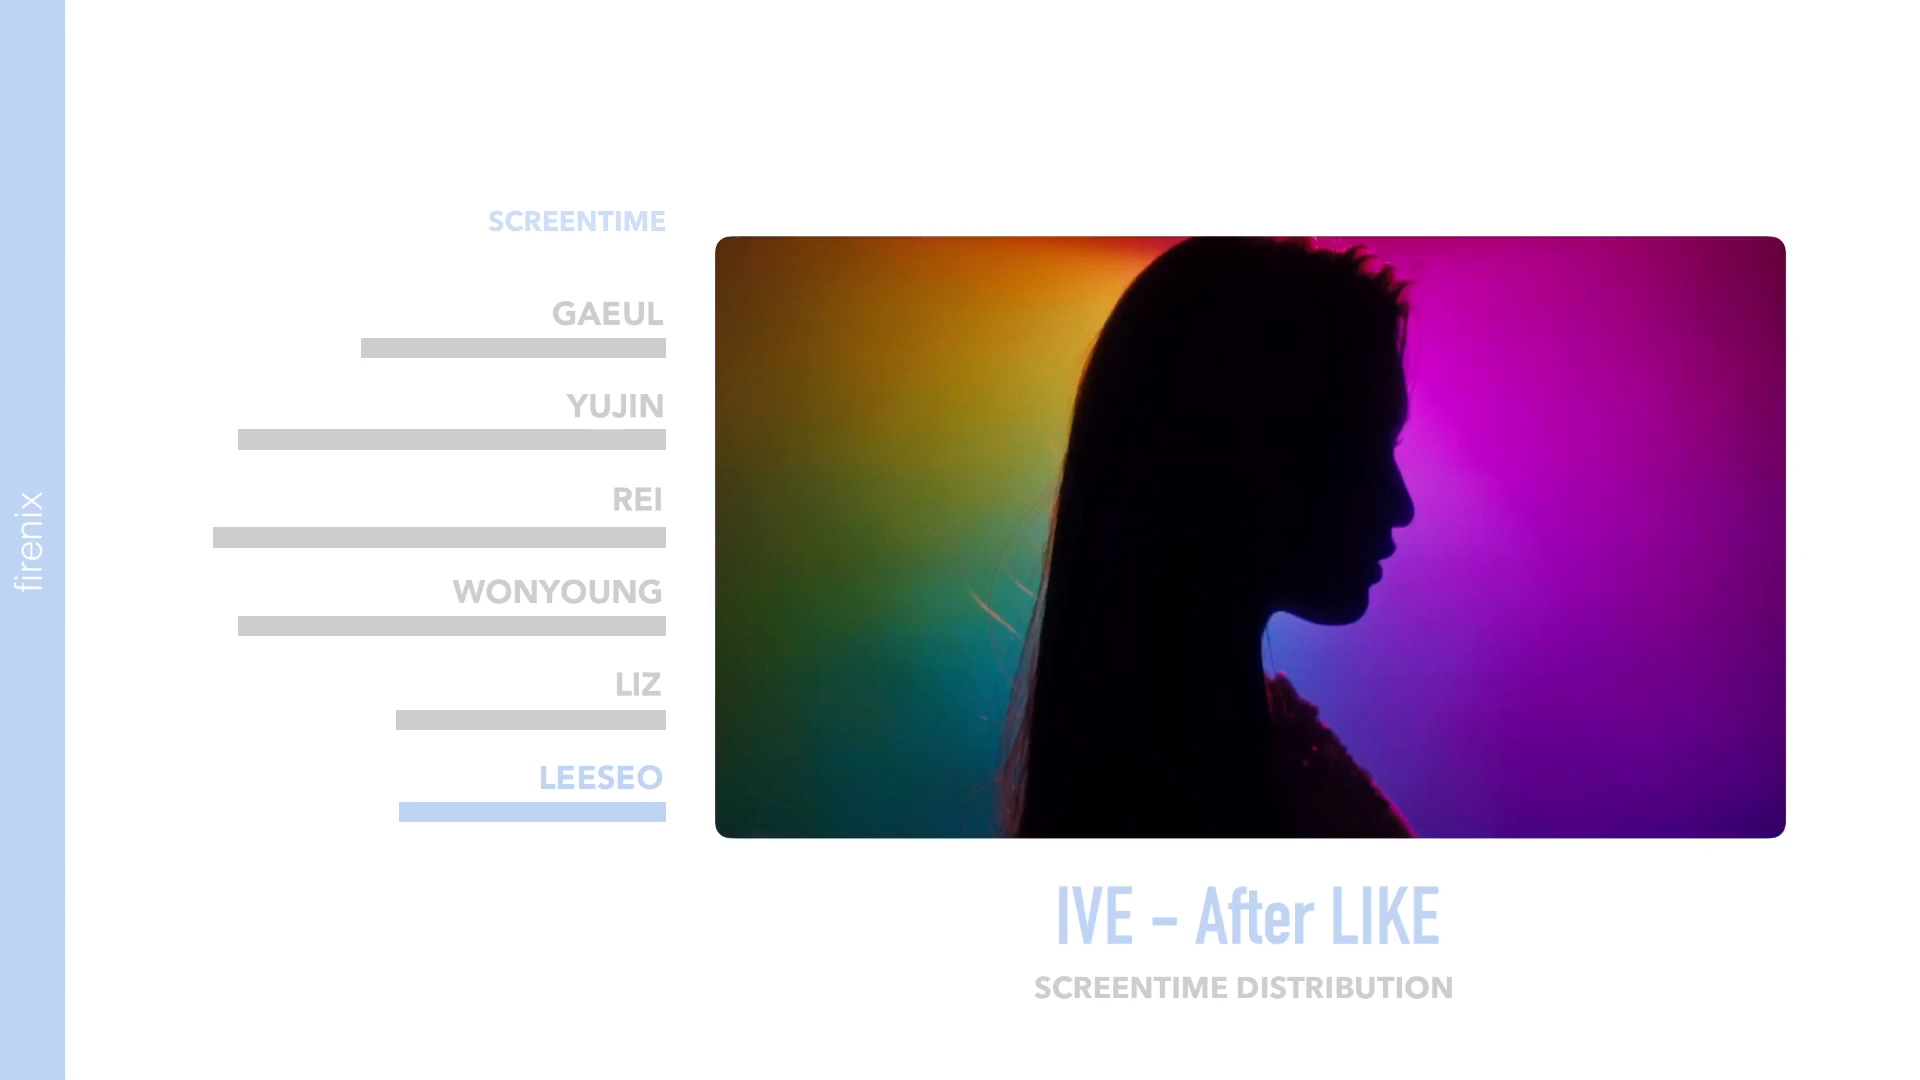 firenix
SCREENTIME
GAEUL
YUJIN
REI
WONYOUNG
LIZ
LEESEO
IVE - After LIKE
SCREENTIME DISTRIBUTION